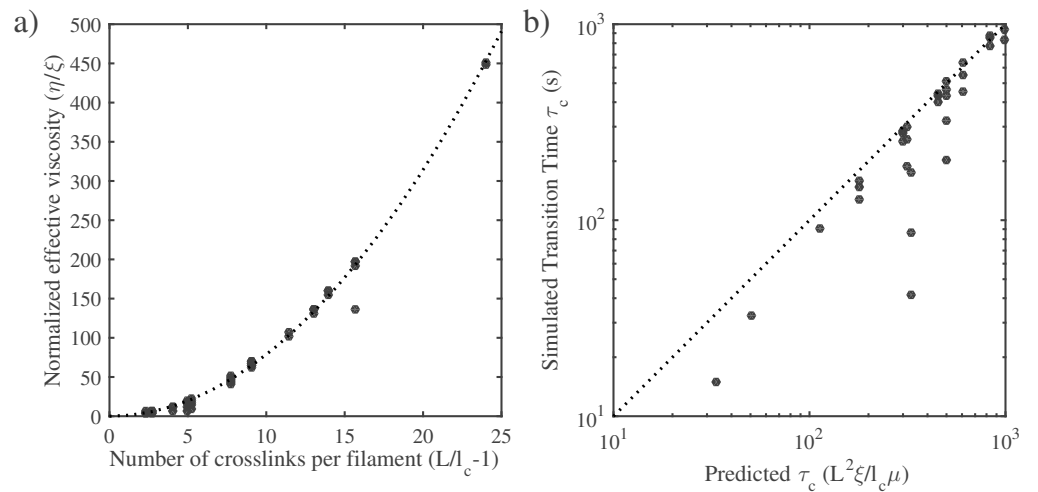 a)
Normalized effective viscosity (η/ξ)
500
450
400
350
300
250
200
150
100
50
0
0 5 10 15 20 25
Number of crosslinks per filament (L/l_c-1)
b)
Simulated Transition Time τ_c (s)
10^3
10^2
10^1
10^1 10^2 10^3
Predicted τ_c (L^2ξ/l_cμ)